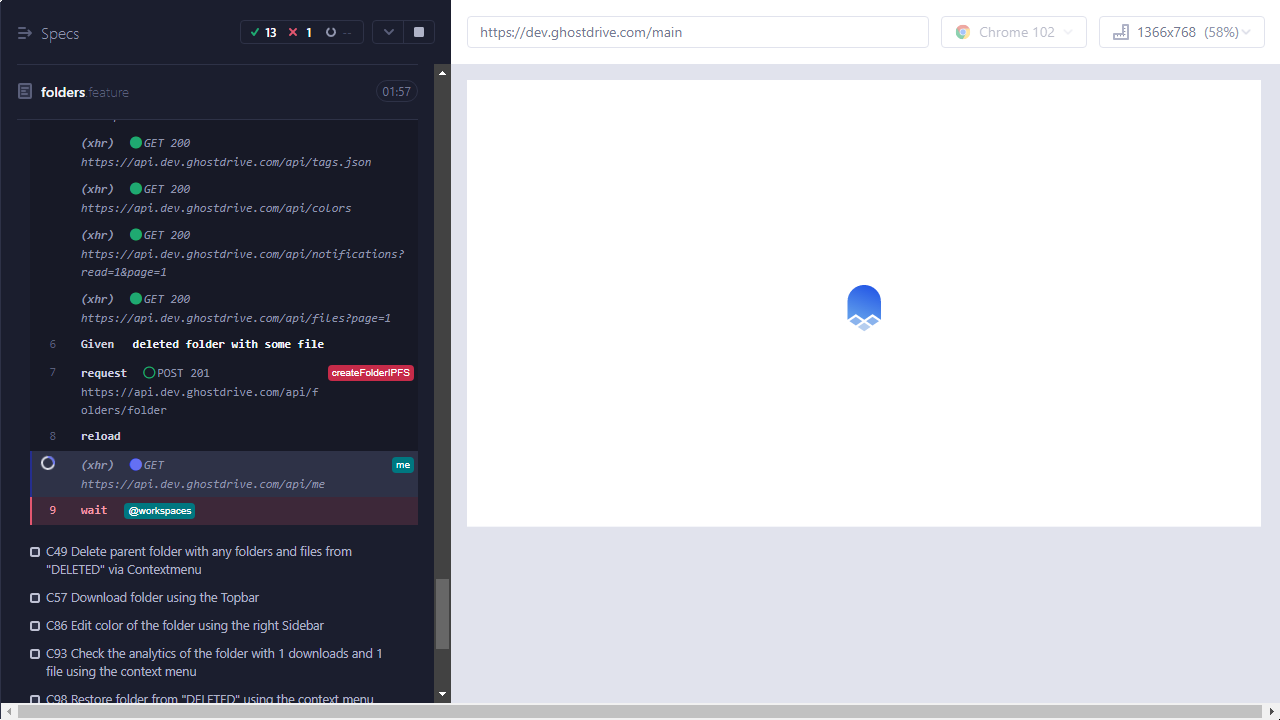 Specs
13
1
--
https://dev.ghostdrive.com/main
Chrome 102
1366x768 (58%)
folders feature
01:57
(xhr) GET 200
https://api.dev.ghostdrive.com/api/tags.json
(xhr) GET 200
https://api.dev.ghostdrive.com/api/colors
(xhr) GET 200
https://api.dev.ghostdrive.com/api/notifications?
read=1&page=1
(xhr) GET 200
https://api.dev.ghostdrive.com/api/files?page=1
6 Given deleted folder with some file
7 request POST 201 createFolderIPFS
https://api.dev.ghostdrive.com/api/f
olders/folder
8 reload
(xhr) GET me
https://api.dev.ghostdrive.com/api/me
9 wait @workspaces
C49 Delete parent folder with any folders and files from
"DELETED" via Contextmenu
C57 Download folder using the Topbar
C86 Edit color of the folder using the right Sidebar
C93 Check the analytics of the folder with 1 downloads and 1
file using the context menu
C98 Restore folder from "DELETED" using the context menu